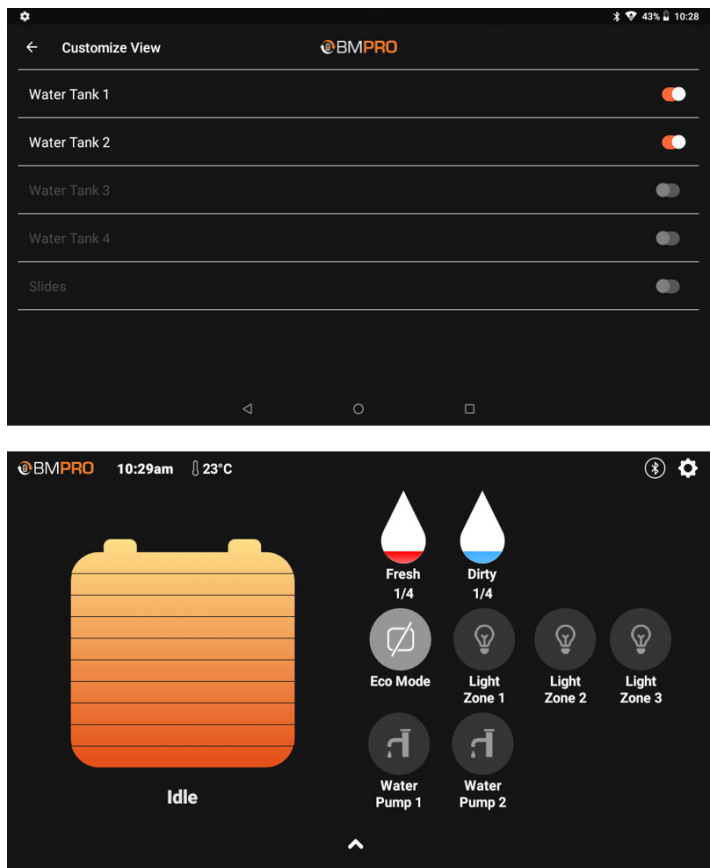 43% 10:28
Customize View
BMPRO
Water Tank 1
Water Tank 2
Water Tank 3
Water Tank 4
Slides
BMPRO 10:29am 23°C
Fresh Dirty
1/4 1/4
Eco Mode Light Light Light
Zone 1 Zone 2 Zone 3
Idle
Water Water
Pump 1 Pump 2